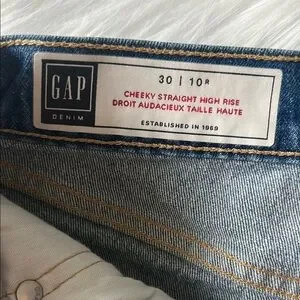 GAP
DENIM
30 | 10R
CHEEKY STRAIGHT HIGH RISE
DROIT AUDACIEUX TAILLE HAUTE
ESTABLISHED IN 1969